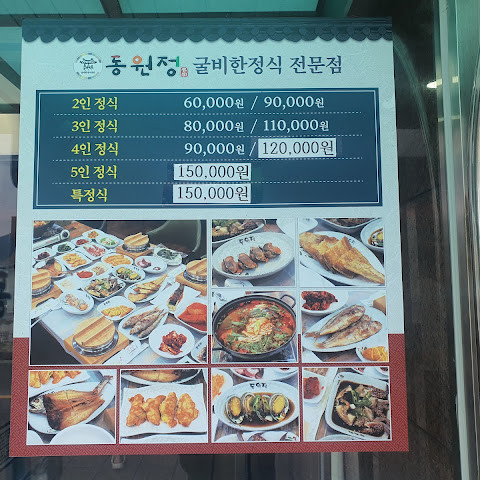 동원정 굴비한정식 전문점
2인 정식 60,000원 / 90,000원
3인 정식 80,000원 / 110,000원
4인 정식 90,000원 / 120,000원
5인 정식 150,000원
특정식 150,000원